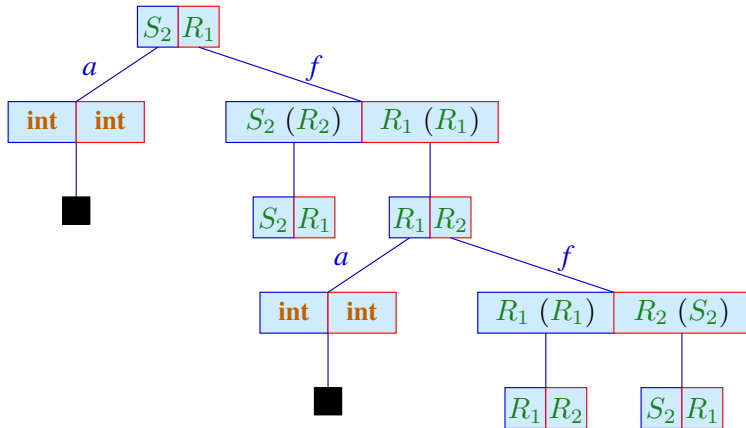 S₂ R₁
a f
int int S₂ (R₂) R₁ (R₁)
S₂ R₁ R₁ R₂
a f
int int R₁ (R₁) R₂ (S₂)
R₁ R₂ S₂ R₁